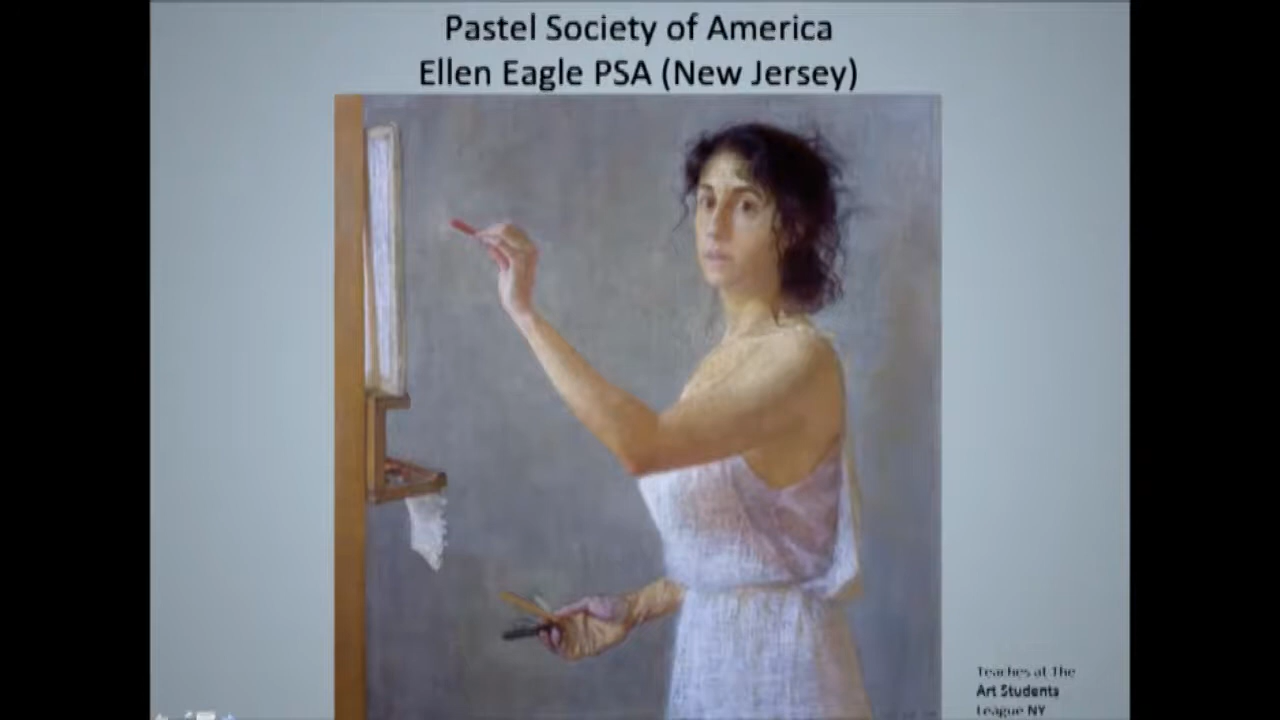 Pastel Society of America
Ellen Eagle PSA (New Jersey)
Teaches at The
Art Students
League NY